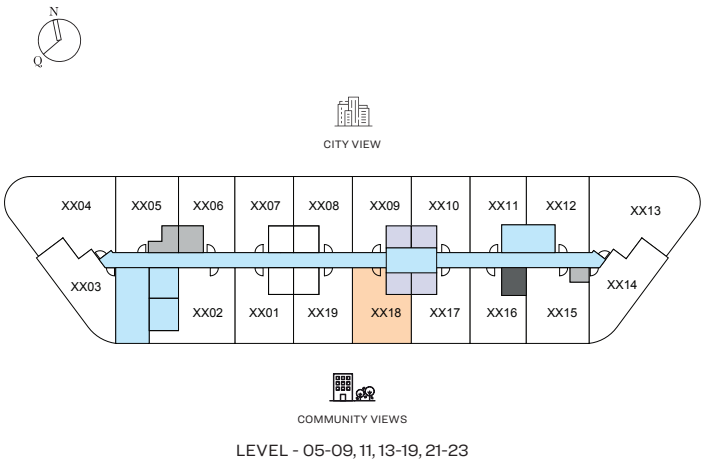 N
Q
CITY VIEW
XX04 XX05 XX06 XX07 XX08 XX09 XX10 XX11 XX12 XX13
XX03 XX02 XX01 XX19 XX18 XX17 XX16 XX15 XX14
COMMUNITY VIEWS
LEVEL - 05-09, 11, 13-19, 21-23